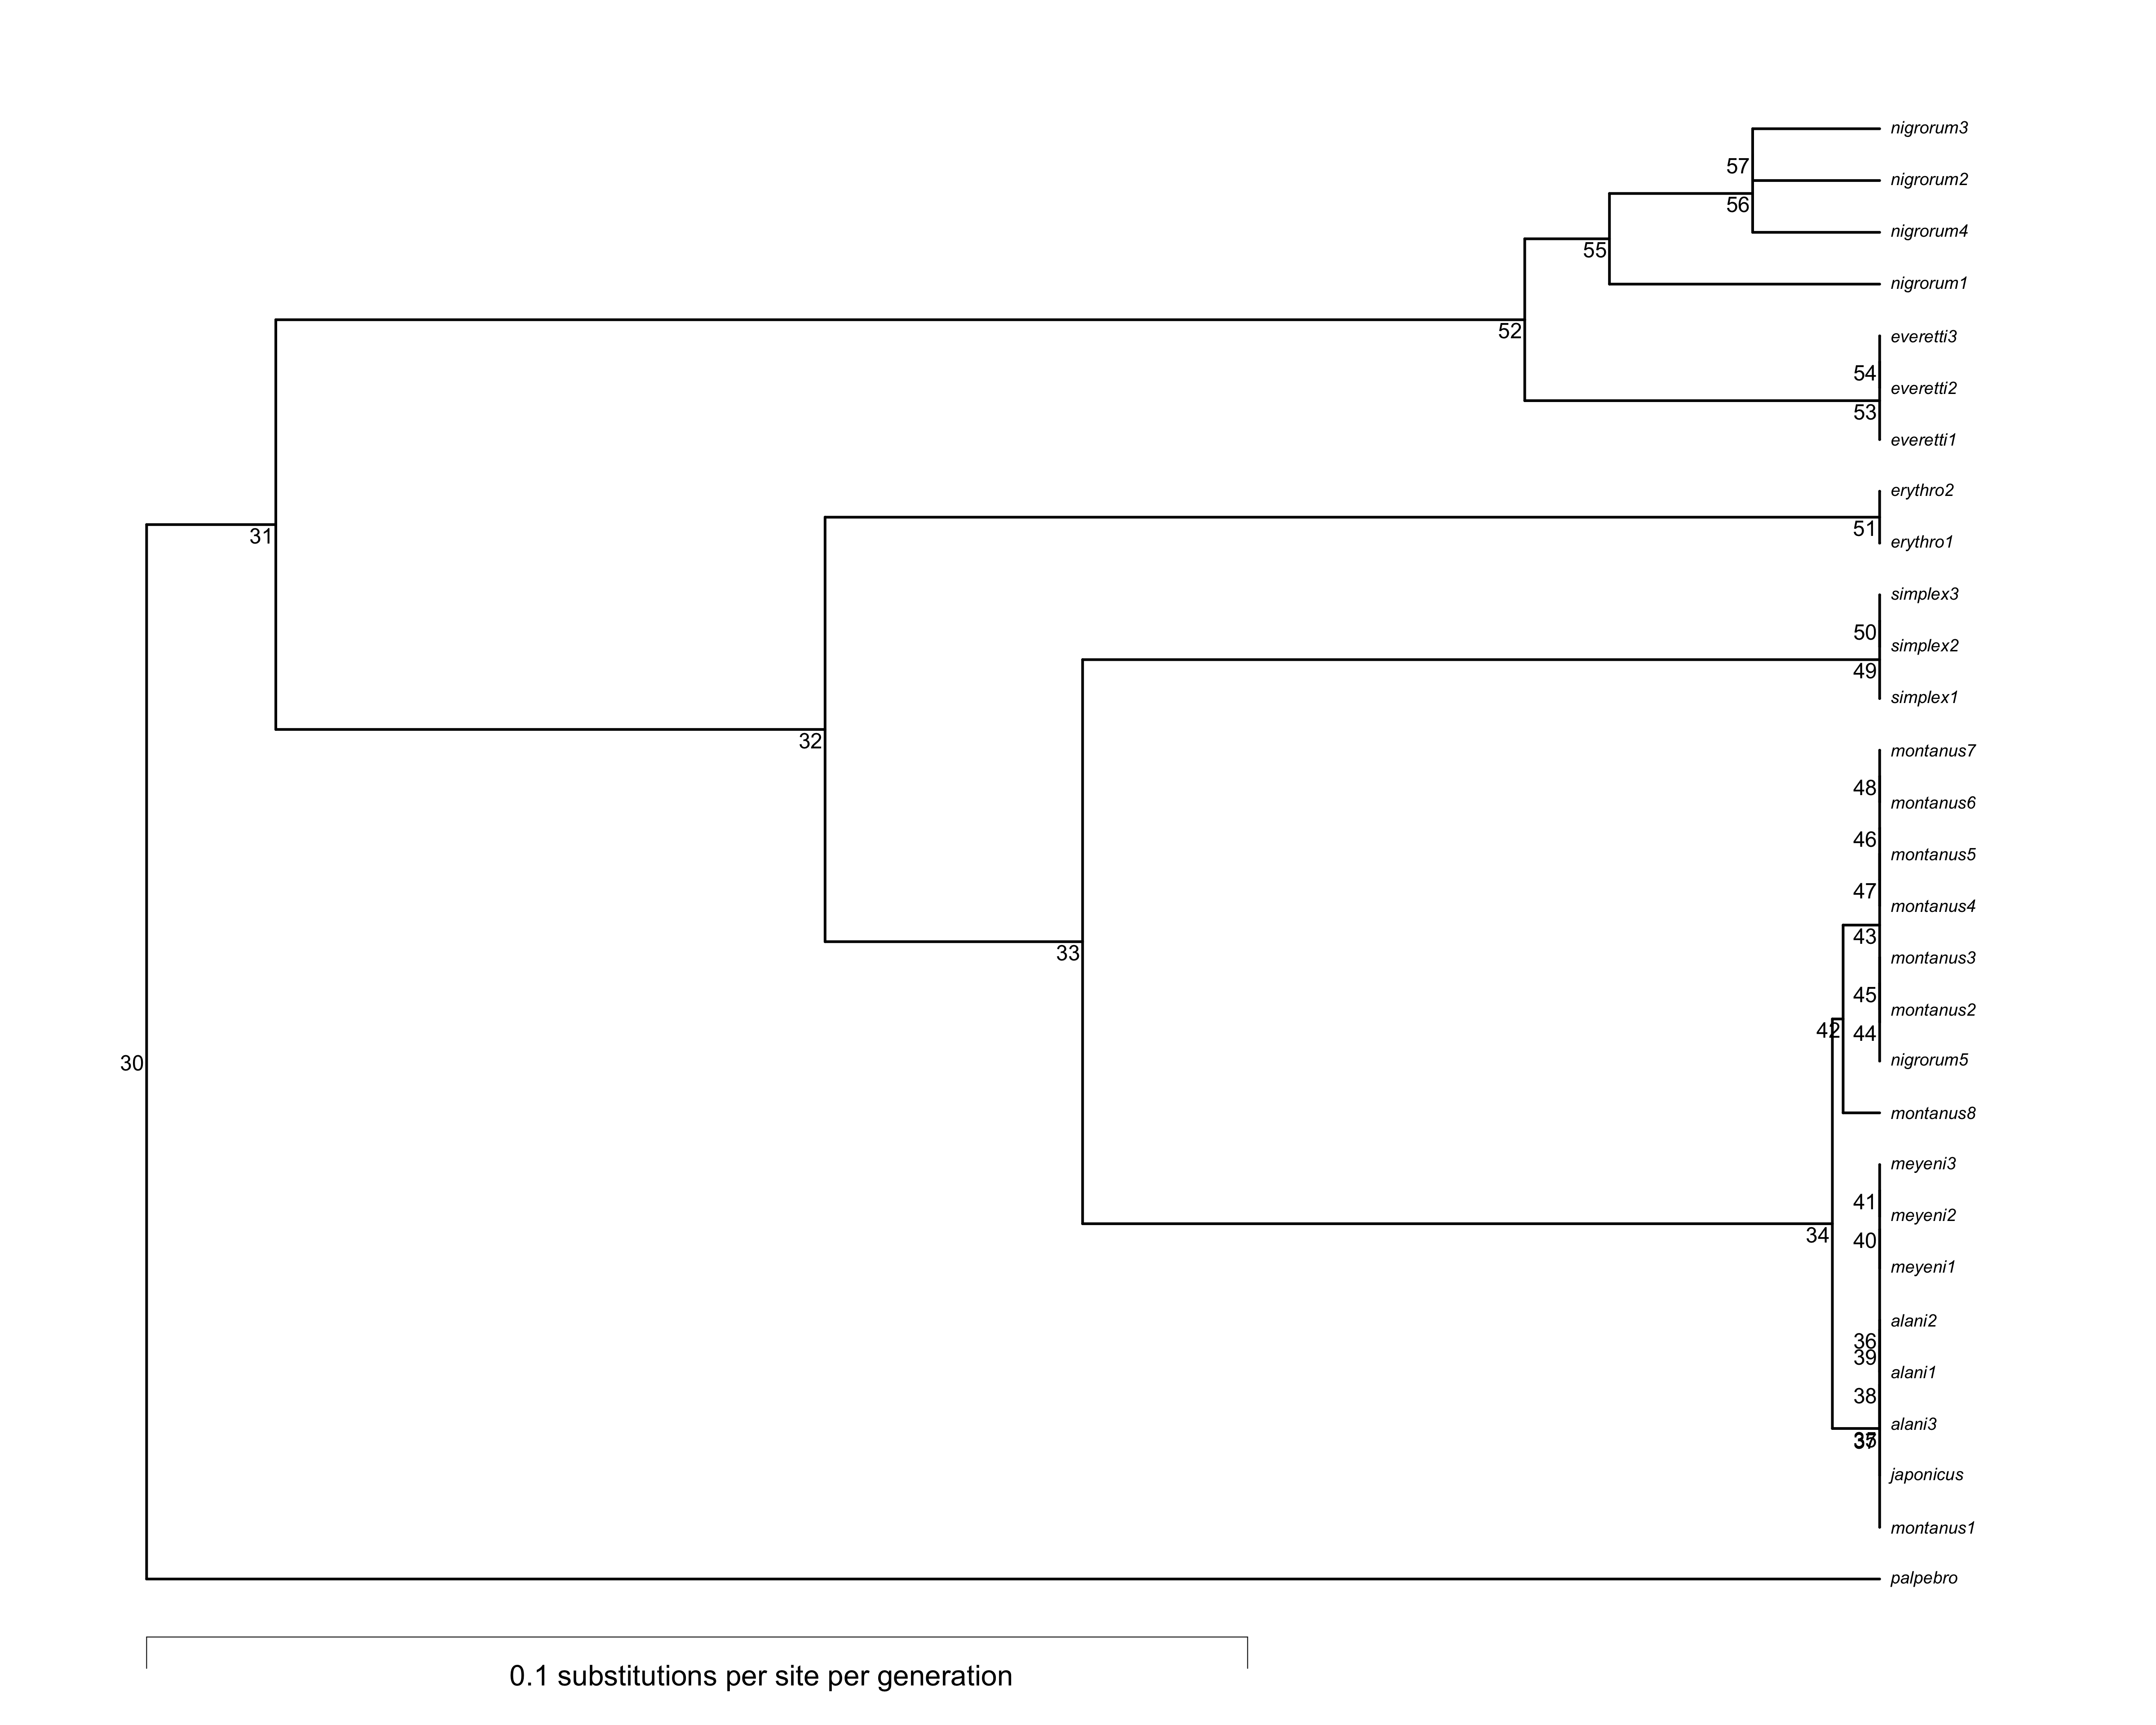 nigrorum3
57
nigrorum2
56
nigrorum4
55
nigrorum1
52
everetti3
54
everetti2
53
everetti1
erythro2
31
51
erythro1
simplex3
50
simplex2
49
simplex1
32
montanus7
48
montanus6
46
montanus5
47
montanus4
43
33
montanus3
45
montanus2
42
44
nigrorum5
30
montanus8
meyeni3
41
meyeni2
34
40
meyeni1
alani2
36
39
alani1
38
alani3
35
37
japonicus
montanus1
palpebro
0.1 substitutions per site per generation